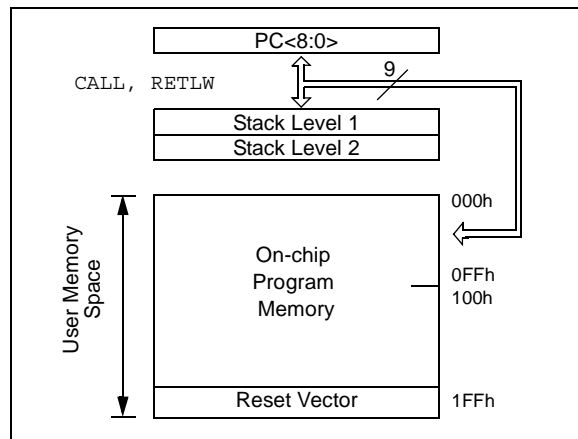 PC<8:0>
9
CALL, RETLW
Stack Level 1
Stack Level 2
000h
On-chip
Program
Memory
0FFh
100h
User Memory
Space
Reset Vector
1FFh